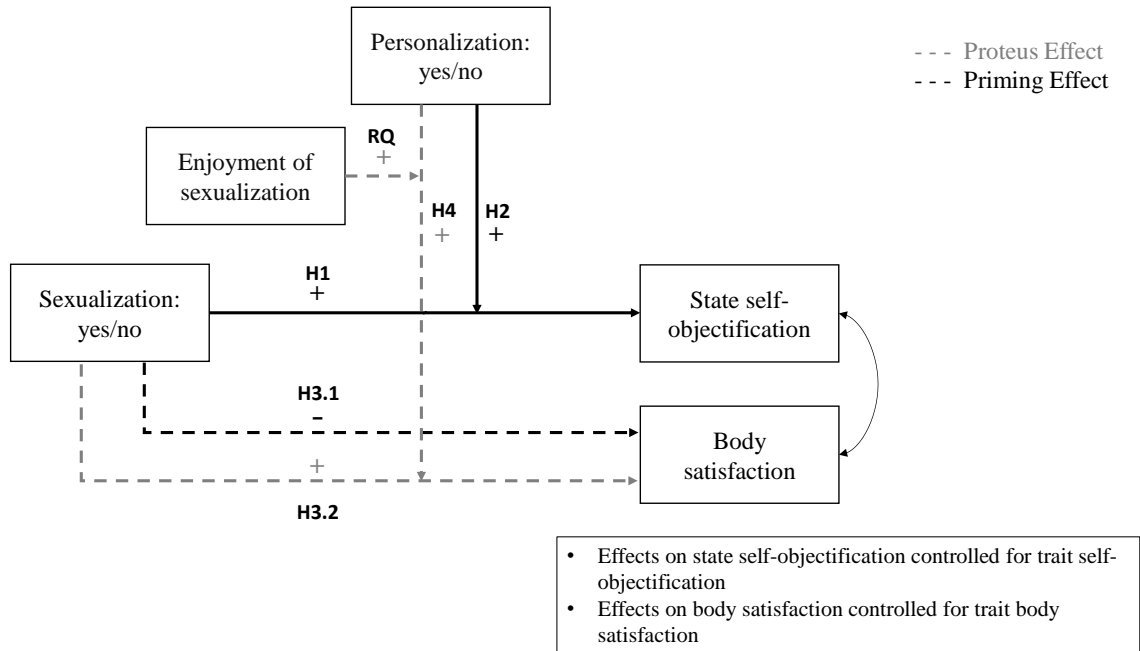 Personalization:
yes/no
- - - Proteus Effect
- - - Priming Effect
RQ
+
Enjoyment of
sexualization
H4
+
H2
+
H1
+
Sexualization:
yes/no
State self-
objectification
H3.1
-
Body
satisfaction
+
H3.2
• Effects on state self-objectification controlled for trait self-
objectification
• Effects on body satisfaction controlled for trait body
satisfaction